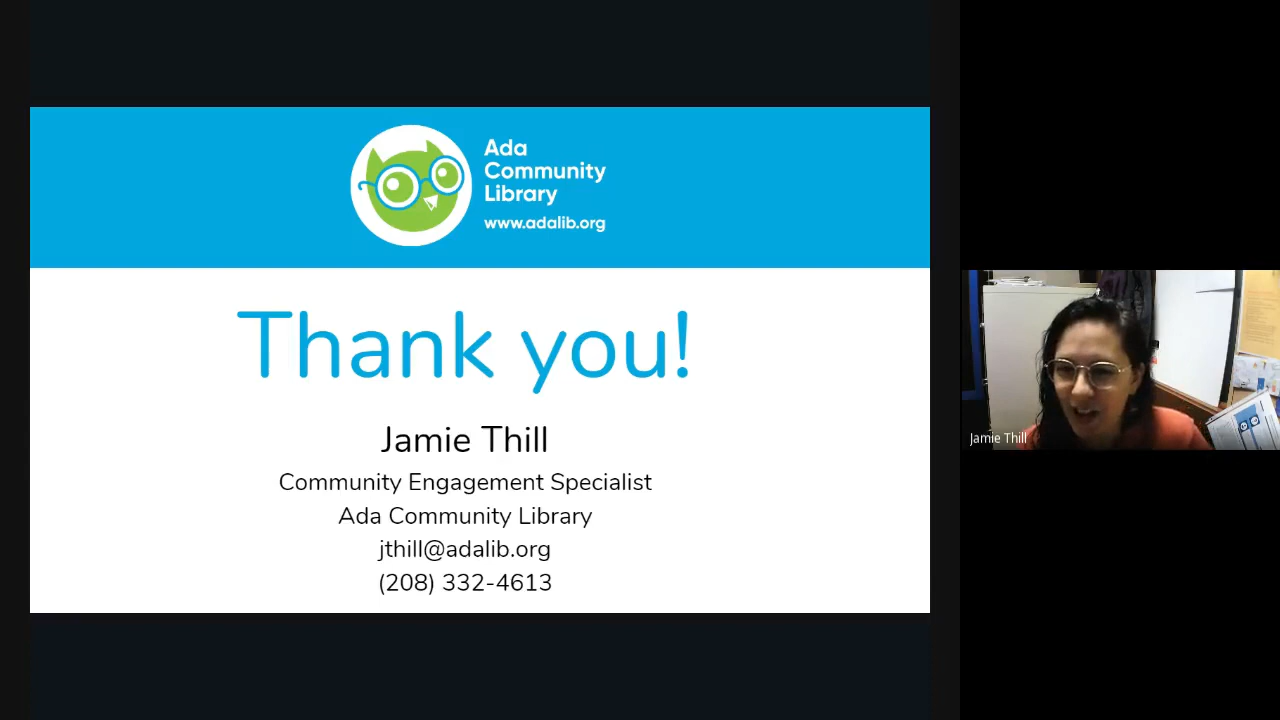 Ada
Community
Library
www.adalib.org
Thank you!
Jamie Thill
Community Engagement Specialist
Ada Community Library
jthill@adalib.org
(208) 332-4613
Jamie Thill